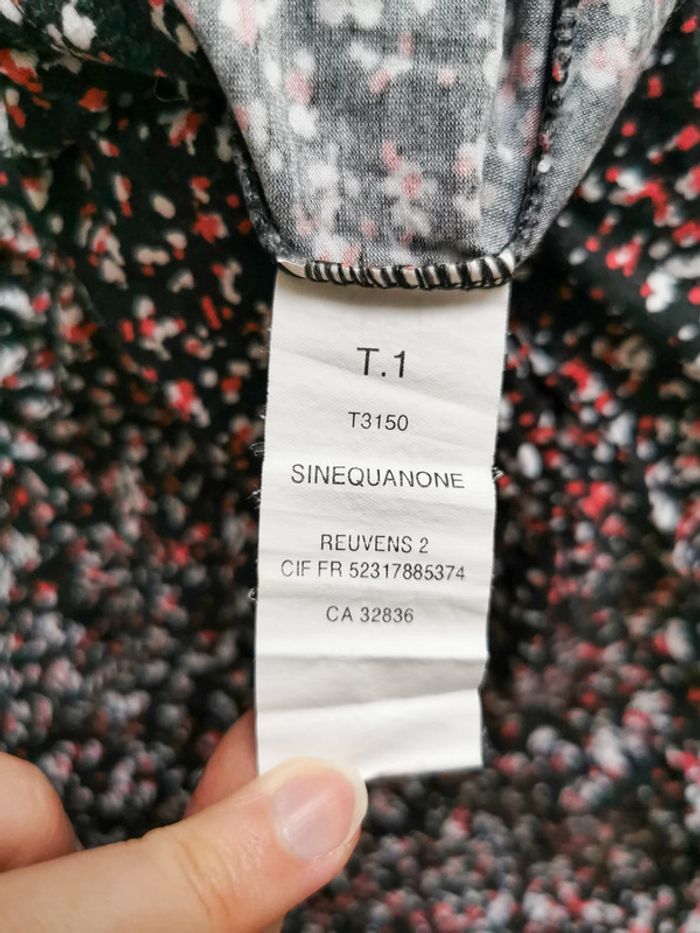 T.1
T3150
SINEQUANONE
REUVENS 2
CIF FR 52317885374
CA 32836